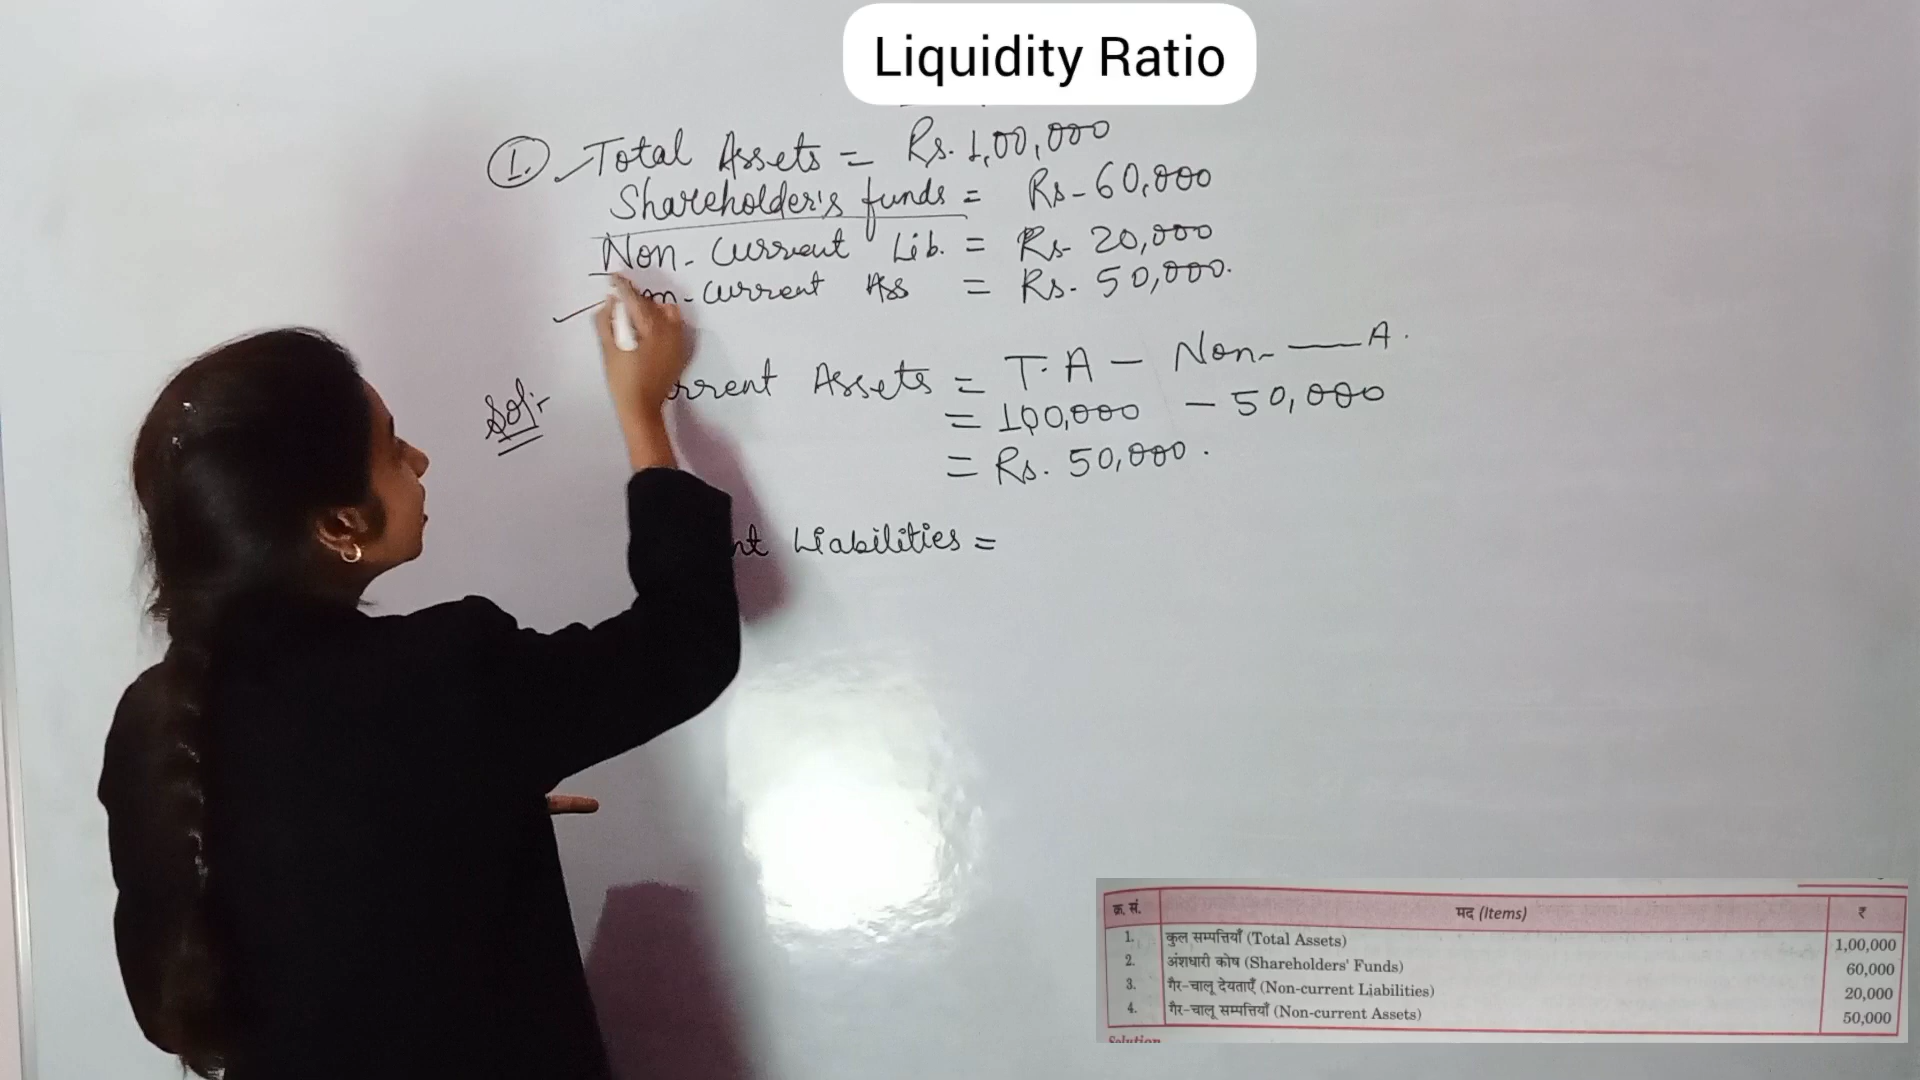 Liquidity Ratio
1. Total Assets = Rs. 1,00,000
Shareholder's funds = Rs - 60,000
Non-Current Lib. = Rs- 20,000
-Current Ass = Rs. 50,000.
Sol:-
Assets = T.A - Non- —— A.
= 100,000 - 50,000
= Rs. 50,000.
Liabilities =
क्र. सं. मद (Items) ₹
1. कुल सम्पत्तियाँ (Total Assets) 1,00,000
2. अंशधारी कोष (Shareholders' Funds) 60,000
3. गैर-चालू देयताएँ (Non-current Liabilities) 20,000
4. गैर-चालू सम्पत्तियाँ (Non-current Assets) 50,000